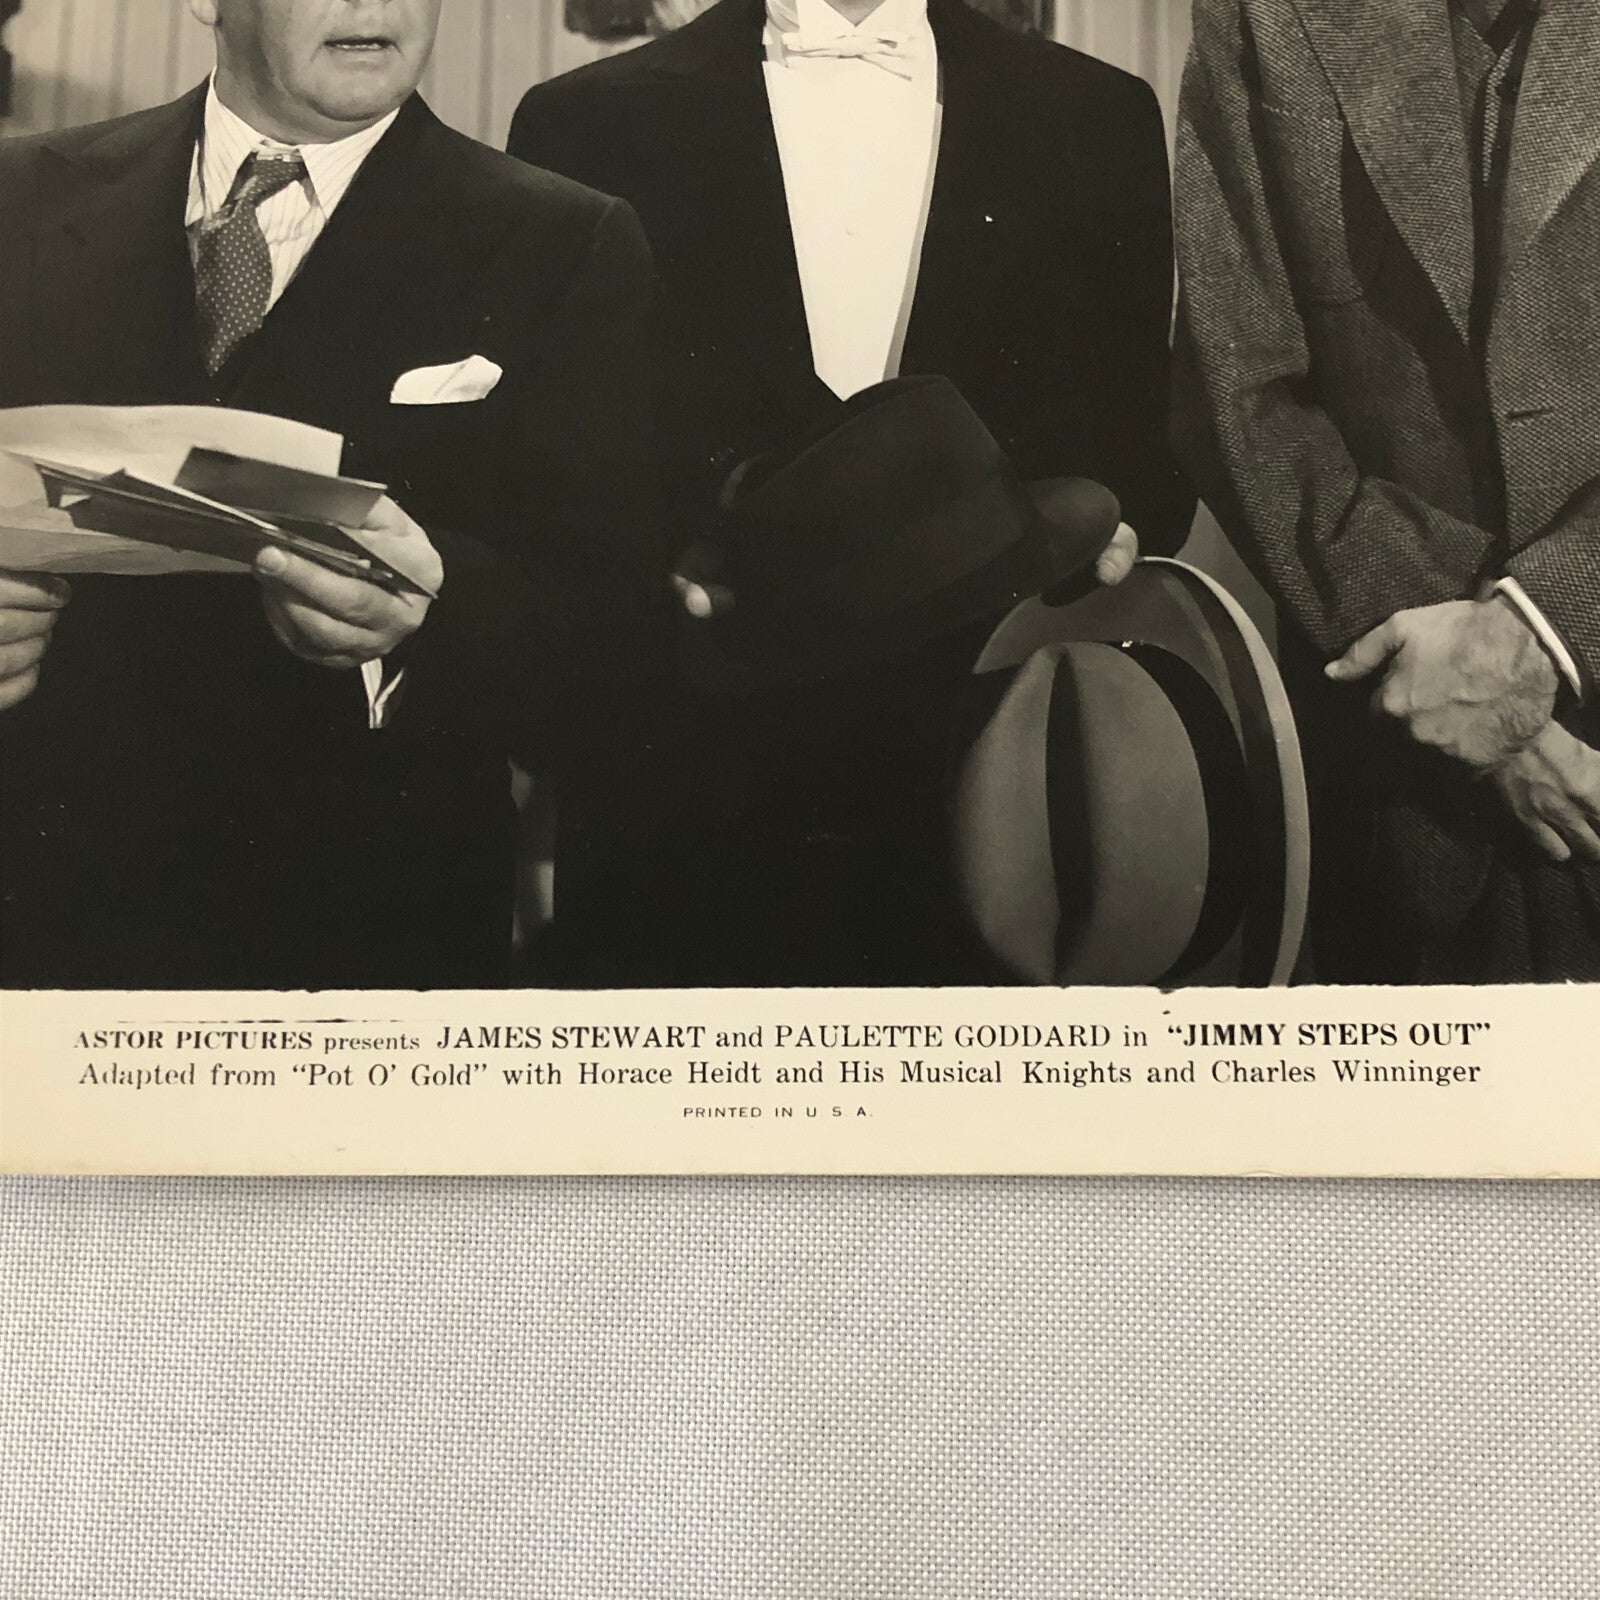 ASTOR PICTURES presents JAMES STEWART and PAULETTE GODDARD in “JIMMY STEPS OUT”
Adapted from “Pot O’ Gold” with Horace Heidt and His Musical Knights and Charles Winninger
PRINTED IN U. S. A.